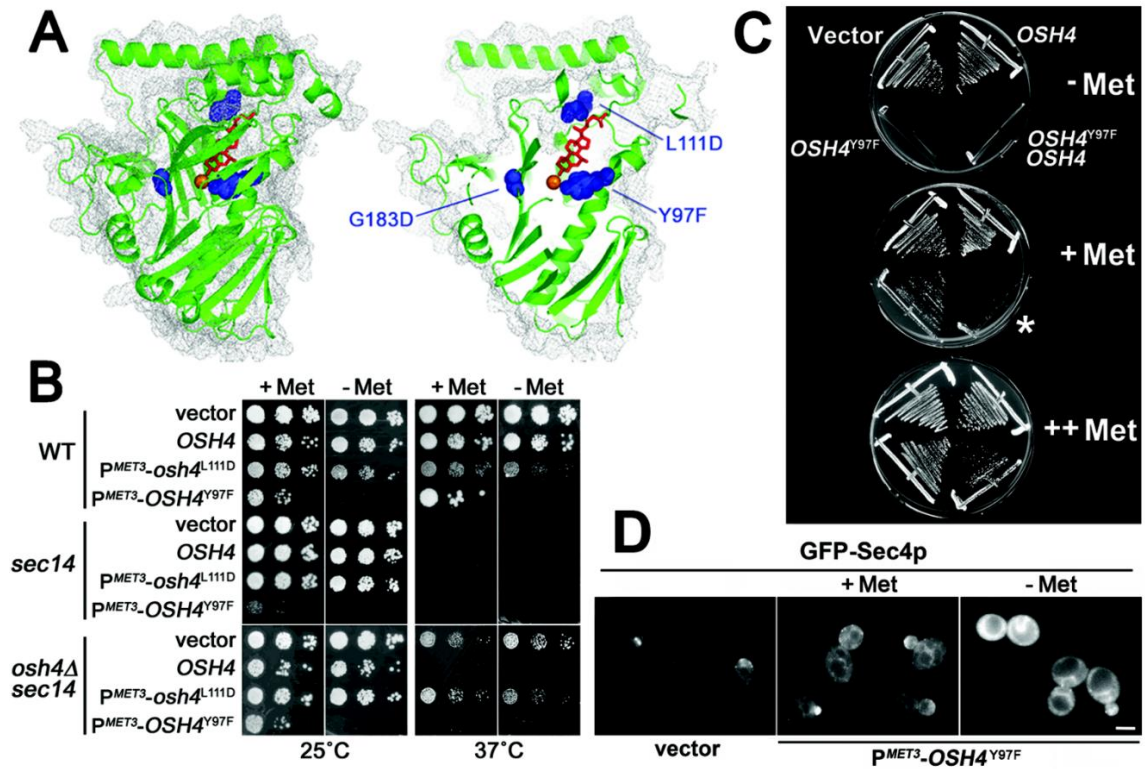 A
L111D
G183D
Y97F
B
+ Met - Met + Met - Met
WT
vector
OSH4
P^MET3-osh4^L111D
P^MET3-OSH4^Y97F
sec14
vector
OSH4
P^MET3-osh4^L111D
P^MET3-OSH4^Y97F
osh4Δ
sec14
vector
OSH4
P^MET3-osh4^L111D
P^MET3-OSH4^Y97F
25°C 37°C
C
Vector OSH4
- Met
OSH4^Y97F OSH4^Y97F
OSH4
+ Met
*
++ Met
D
GFP-Sec4p
+ Met - Met
vector P^MET3-OSH4^Y97F